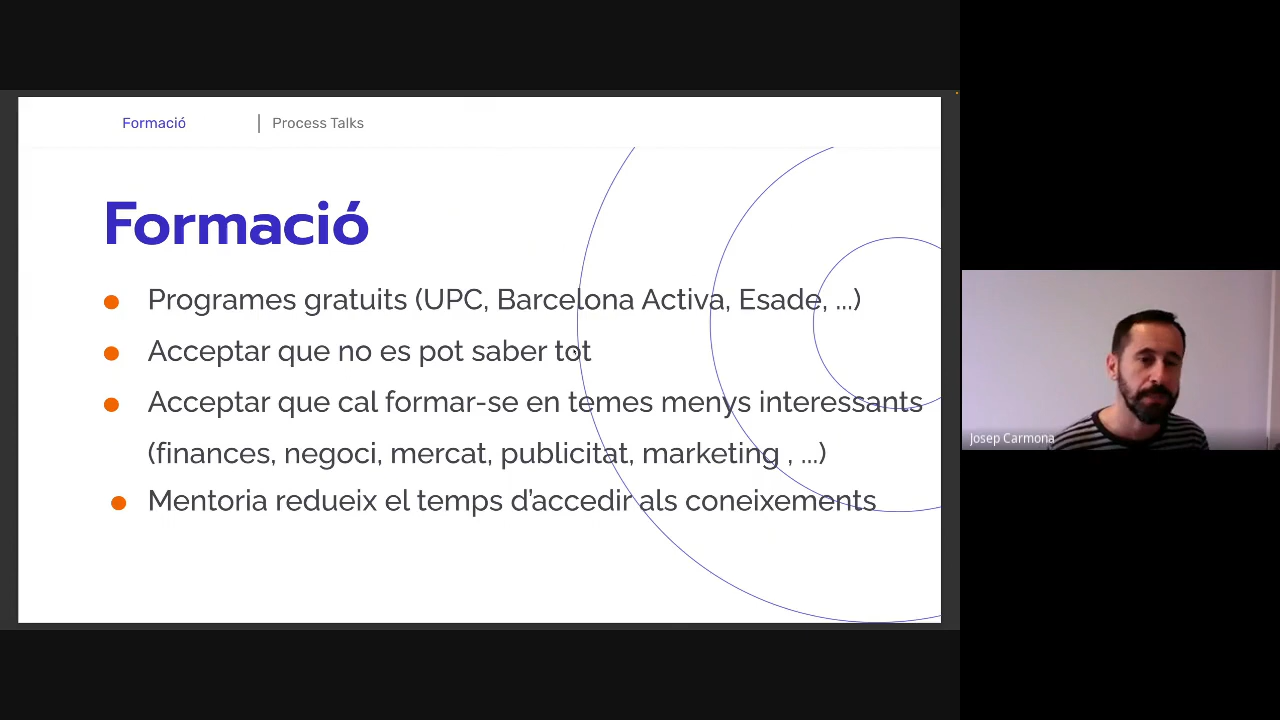 Formació | Process Talks
Formació
Programes gratuits (UPC, Barcelona Activa, Esade, ...)
Acceptar que no es pot saber tot
Acceptar que cal formar-se en temes menys interessants
(finances, negoci, mercat, publicitat, marketing , ...)
Mentoria redueix el temps d'accedir als coneixements
Josep Carmona